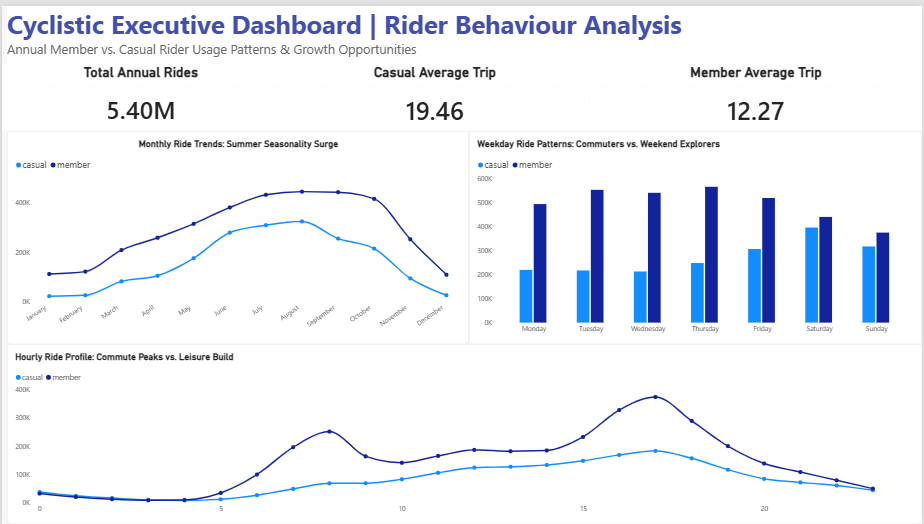 Cyclistic Executive Dashboard | Rider Behaviour Analysis
Annual Member vs. Casual Rider Usage Patterns & Growth Opportunities
Total Annual Rides
5.40M
Casual Average Trip
19.46
Member Average Trip
12.27
Monthly Ride Trends: Summer Seasonality Surge
casual member
400K
200K
0K
January February March April May June July August September October November December
Weekday Ride Patterns: Commuters vs. Weekend Explorers
casual member
600K
500K
400K
300K
200K
100K
0K
Monday Tuesday Wednesday Thursday Friday Saturday Sunday
Hourly Ride Profile: Commute Peaks vs. Leisure Build
casual member
400K
300K
200K
100K
0K
0 5 10 15 20